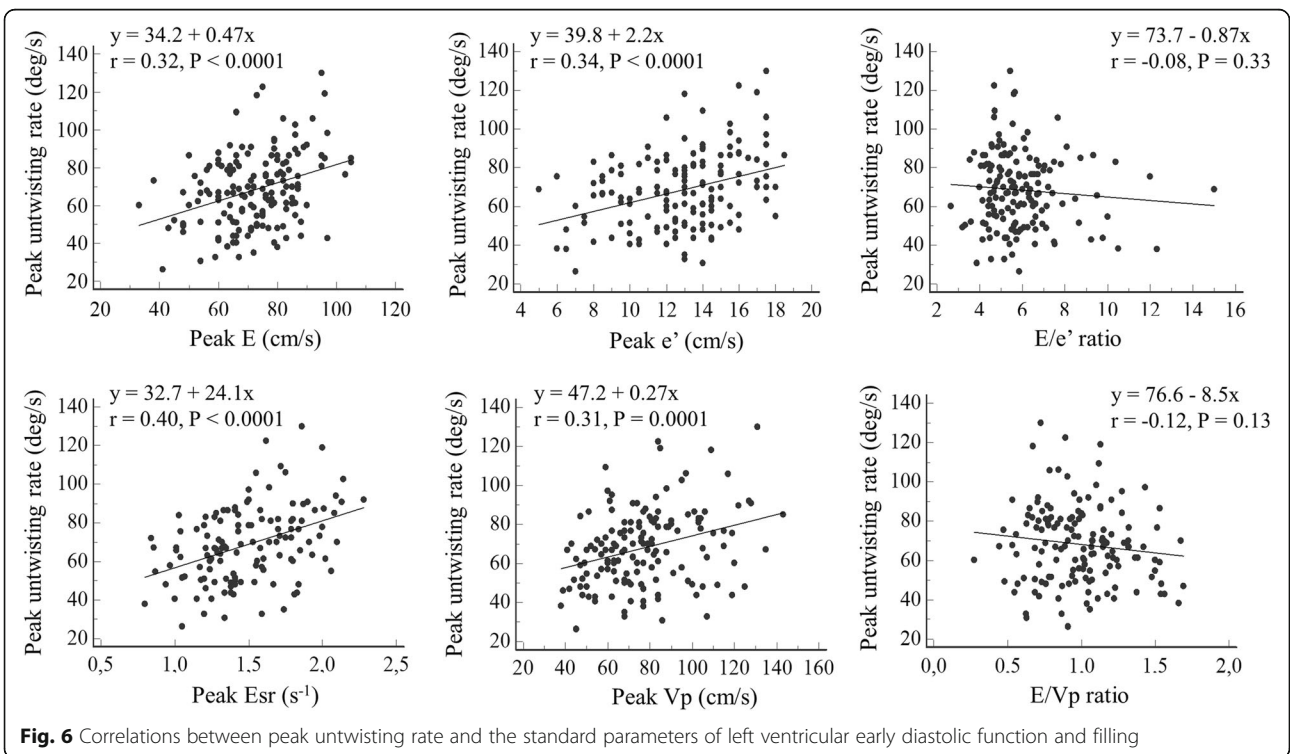 y = 34.2 + 0.47x
r = 0.32, P < 0.0001
Peak untwisting rate (deg/s)
140
120
100
80
60
40
20
20 40 60 80 100 120
Peak E (cm/s)
y = 39.8 + 2.2x
r = 0.34, P < 0.0001
Peak untwisting rate (deg/s)
140
120
100
80
60
40
20
4 6 8 10 12 14 16 18 20
Peak e’ (cm/s)
y = 73.7 - 0.87x
r = -0.08, P = 0.33
Peak untwisting rate (deg/s)
140
120
100
80
60
40
20
2 4 6 8 10 12 14 16
E/e’ ratio
y = 32.7 + 24.1x
r = 0.40, P < 0.0001
Peak untwisting rate (deg/s)
140
120
100
80
60
40
20
0,5 1,0 1,5 2,0 2,5
Peak Esr (s⁻¹)
y = 47.2 + 0.27x
r = 0.31, P = 0.0001
Peak untwisting rate (deg/s)
140
120
100
80
60
40
20
20 40 60 80 100 120 140 160
Peak Vp (cm/s)
y = 76.6 - 8.5x
r = -0.12, P = 0.13
Peak untwisting rate (deg/s)
140
120
100
80
60
40
20
0,0 0.5 1.0 1.5 2,0
E/Vp ratio
Fig. 6 Correlations between peak untwisting rate and the standard parameters of left ventricular early diastolic function and filling